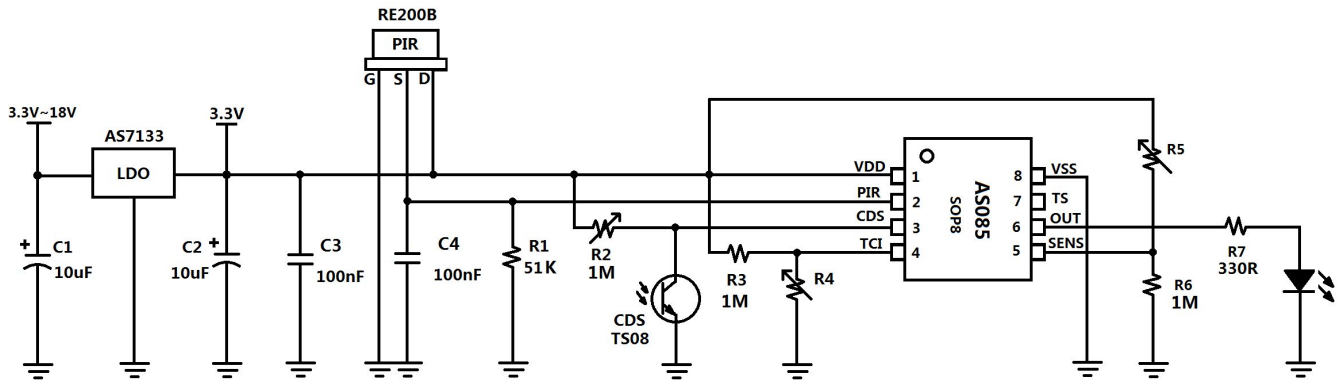 RE200B
PIR
G S D
3.3V~18V
AS7133
LDO
3.3V
C1
10uF
C2
10uF
C3
100nF
C4
100nF
R1
51K
R2
1M
CDS
TS08
R3
1M
R4
VDD
PIR
CDS
TCI
1
2
3
4
AS085
SOP8
8
7
6
5
VSS
TS
OUT
SENS
R5
R6
1M
R7
330R
+
+